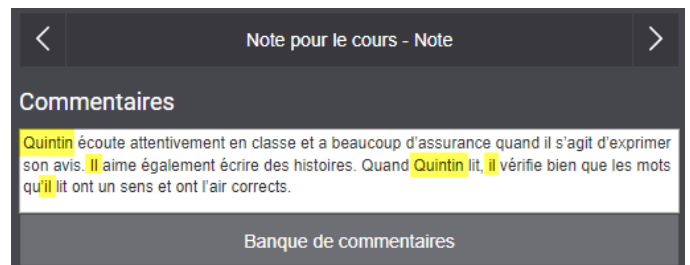 Note pour le cours - Note
Commentaires
Quintin écoute attentivement en classe et a beaucoup d'assurance quand il s'agit d'exprimer
son avis. Il aime également écrire des histoires. Quand Quintin lit, il vérifie bien que les mots
qu'il lit ont un sens et ont l'air corrects.
Banque de commentaires